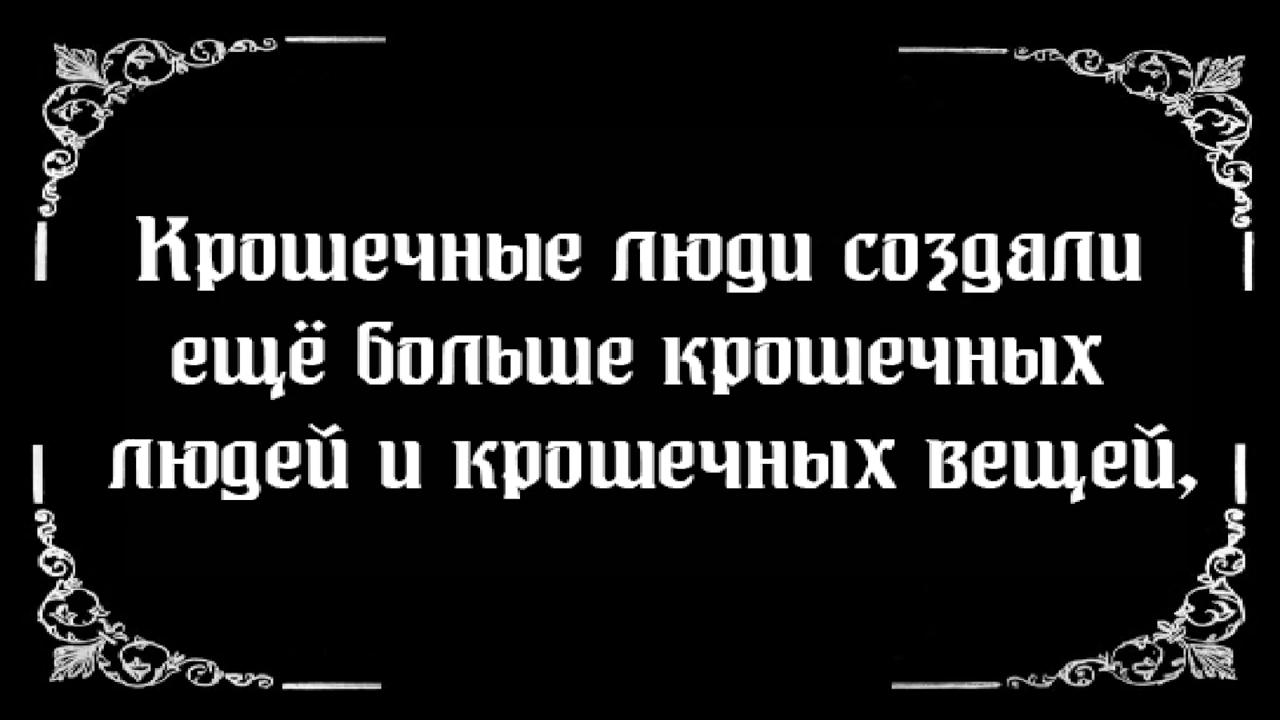 Крошечные люди создали
ещё больше крошечных
людей и крошечных вещей,